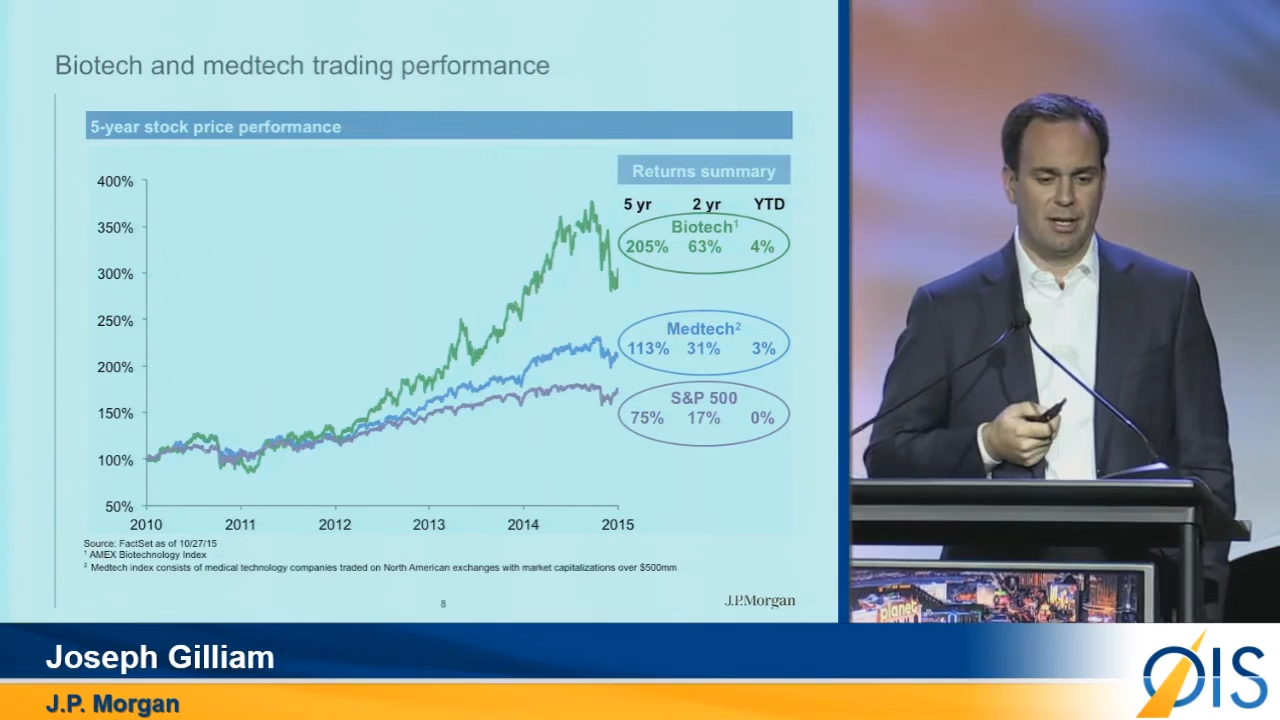 Biotech and medtech trading performance
5-year stock price performance
Returns summary
5 yr 2 yr YTD
Biotech¹
205% 63% 4%
Medtech²
113% 31% 3%
S&P 500
75% 17% 0%
400%
350%
300%
250%
200%
150%
100%
50%
2010 2011 2012 2013 2014 2015
Source: FactSet as of 10/27/15
¹ AMEX Biotechnology Index
² Medtech index consists of medical technology companies traded on North American exchanges with market capitalizations over $500mm
8
J.P.Morgan
planet
Joseph Gilliam
J.P. Morgan
OIS